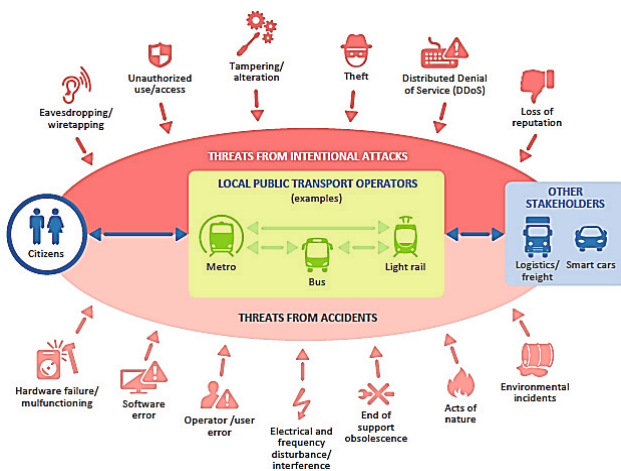 Eavesdropping/
wiretapping
Unauthorized
use/access
Tampering/
alteration
Theft
Distributed Denial
of Service (DDoS)
Loss of
reputation
THREATS FROM INTENTIONAL ATTACKS
LOCAL PUBLIC TRANSPORT OPERATORS
(examples)
OTHER
STAKEHOLDERS
Citizens
Metro
Bus
Light rail
Logistics/
freight
Smart cars
THREATS FROM ACCIDENTS
Hardware failure/
mulfunctioning
Software
error
Operator /user
error
Electrical and
frequency
disturbance/
interference
End of
support
obsolescence
Acts of
nature
Environmental
incidents